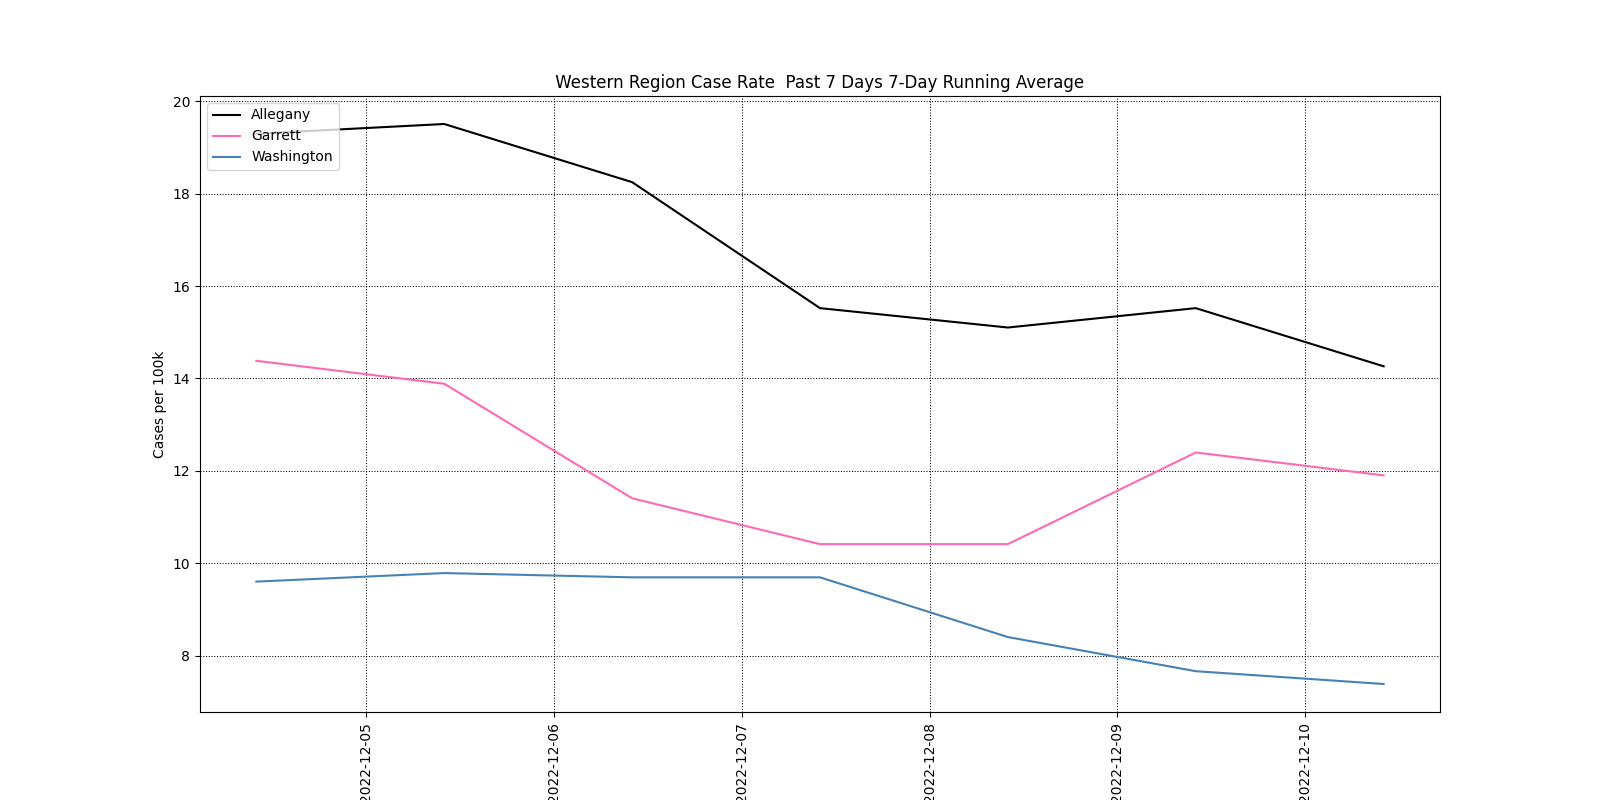 Western Region Case Rate  Past 7 Days 7-Day Running Average
Allegany
Garrett
Washington
Cases per 100k
20
18
16
14
12
10
8
2022-12-05
2022-12-06
2022-12-07
2022-12-08
2022-12-09
2022-12-10